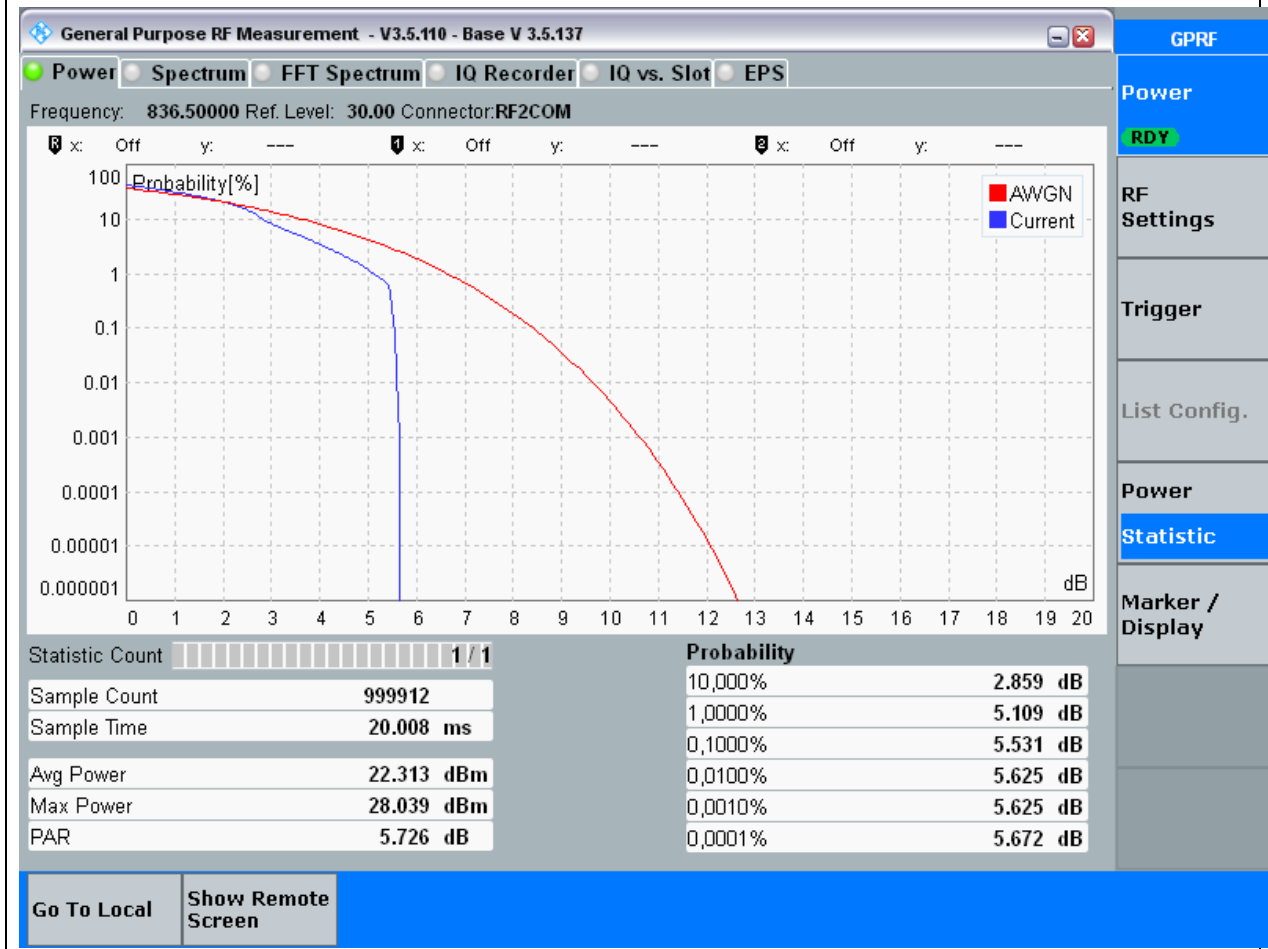 General Purpose RF Measurement - V3.5.110 - Base V 3.5.137
GPRF
Power Spectrum FFT Spectrum IQ Recorder IQ vs. Slot EPS
Frequency: 836.50000 Ref. Level: 30.00 Connector:RF2COM
R x: Off y: --- 1 x: Off y: --- 2 x: Off y: ---
Probability[%]
AWGN
Current
100
10
1
0.1
0.01
0.001
0.0001
0.00001
0.000001
dB
0 1 2 3 4 5 6 7 8 9 10 11 12 13 14 15 16 17 18 19 20
Statistic Count 1 / 1
Sample Count 999912
Sample Time 20.008 ms
Avg Power 22.313 dBm
Max Power 28.039 dBm
PAR 5.726 dB
Probability
10,000% 2.859 dB
1,0000% 5.109 dB
0,1000% 5.531 dB
0,0100% 5.625 dB
0,0010% 5.625 dB
0,0001% 5.672 dB
Power
RDY
RF
Settings
Trigger
List Config.
Power
Statistic
Marker /
Display
Go To Local
Show Remote
Screen